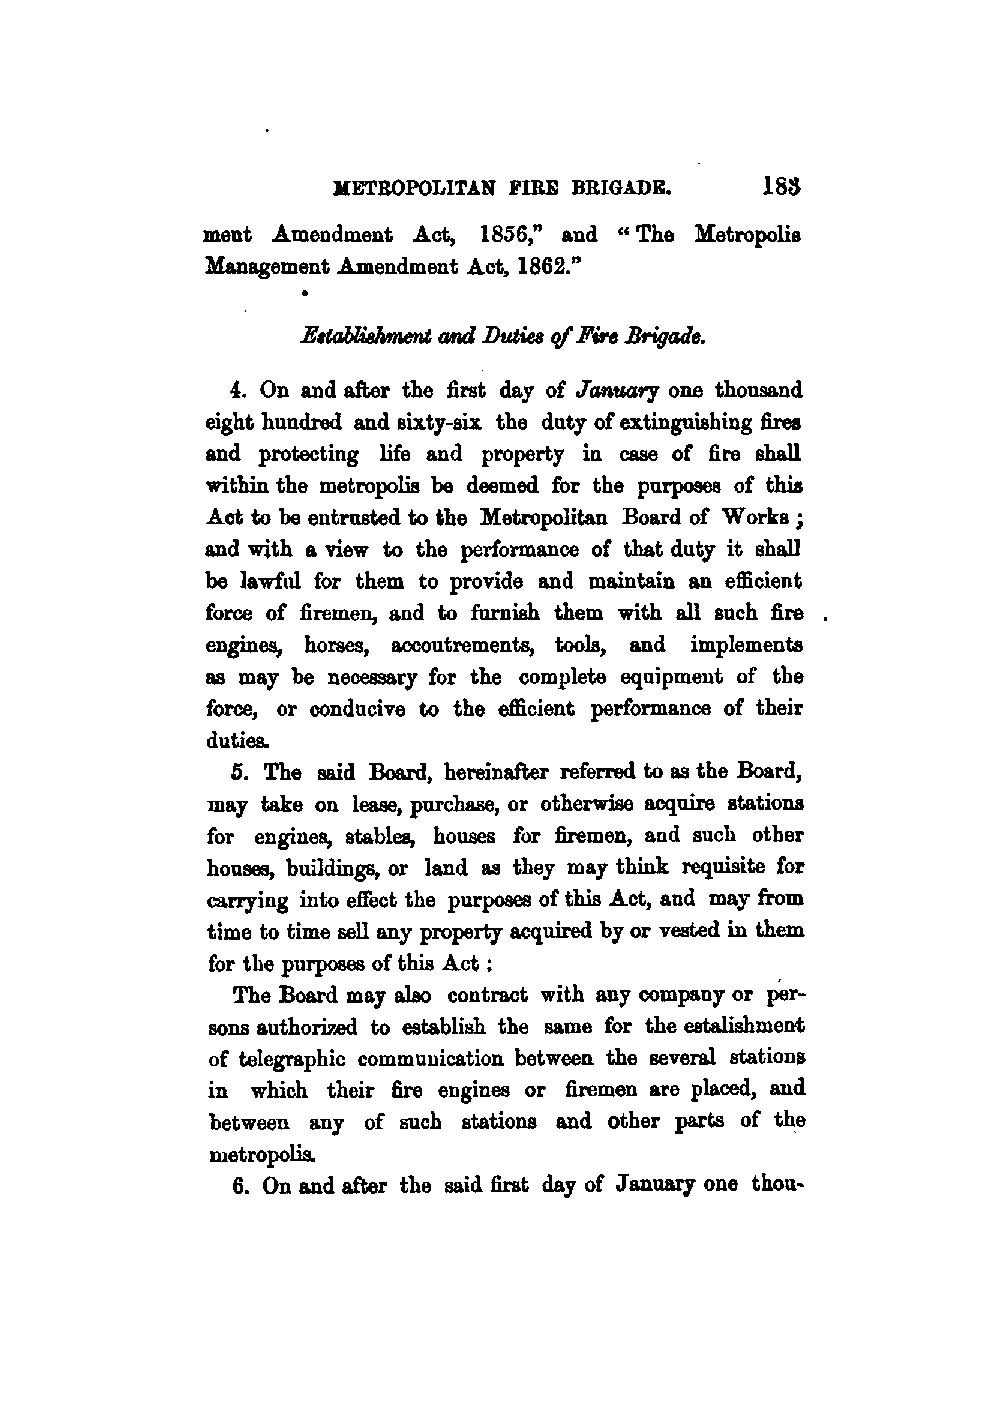 METROPOLITAN FIRE BRIGADE. 183
ment Amendment Act, 1856,” and “The Metropolis
Management Amendment Act, 1862.”
Establishment and Duties of Fire Brigade.
4. On and after the first day of January one thousand
eight hundred and sixty-six the duty of extinguishing fires
and protecting life and property in case of fire shall
within the metropolis be deemed for the purposes of this
Act to be entrusted to the Metropolitan Board of Works;
and with a view to the performance of that duty it shall
be lawful for them to provide and maintain an efficient
force of firemen, and to furnish them with all such fire
engines, horses, accoutrements, tools, and implements
as may be necessary for the complete equipment of the
force, or conducive to the efficient performance of their
duties.
5. The said Board, hereinafter referred to as the Board,
may take on lease, purchase, or otherwise acquire stations
for engines, stables, houses for firemen, and such other
houses, buildings, or land as they may think requisite for
carrying into effect the purposes of this Act, and may from
time to time sell any property acquired by or vested in them
for the purposes of this Act:
The Board may also contract with any company or per-
sons authorized to establish the same for the estalishment
of telegraphic communication between the several stations
in which their fire engines or firemen are placed, and
between any of such stations and other parts of the
metropolis.
6. On and after the said first day of January one thou-